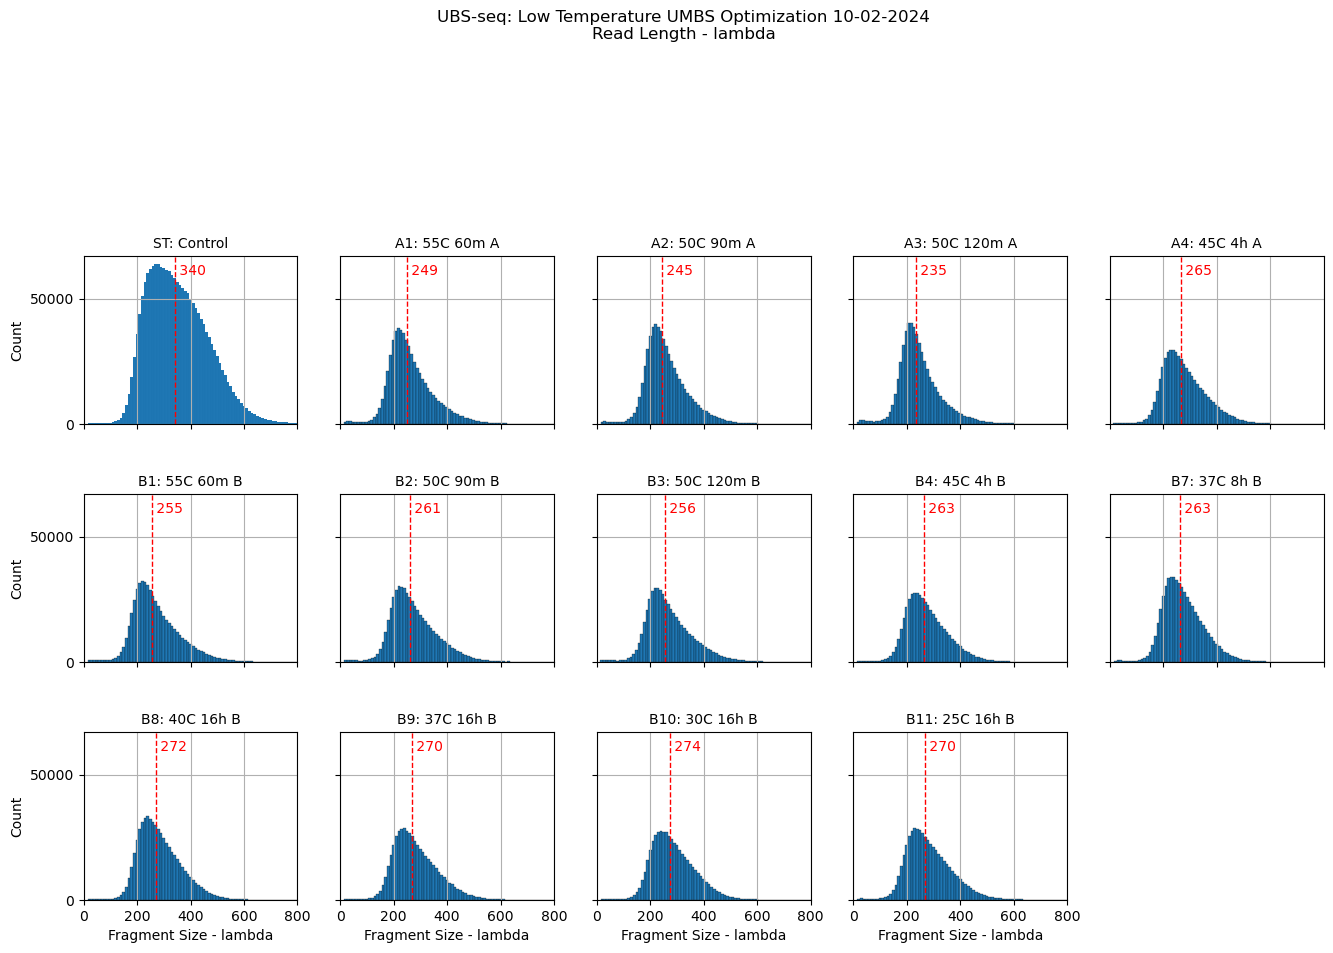 UBS-seq: Low Temperature UMBS Optimization 10-02-2024
Read Length - lambda
ST: Control
A1: 55C 60m A
A2: 50C 90m A
A3: 50C 120m A
A4: 45C 4h A
340
249
245
235
265
50000
0
Count
B1: 55C 60m B
B2: 50C 90m B
B3: 50C 120m B
B4: 45C 4h B
B7: 37C 8h B
255
261
256
263
263
50000
0
Count
B8: 40C 16h B
B9: 37C 16h B
B10: 30C 16h B
B11: 25C 16h B
272
270
274
270
50000
0
Count
0 200 400 600 800
0 200 400 600 800
0 200 400 600 800
0 200 400 600 800
Fragment Size - lambda
Fragment Size - lambda
Fragment Size - lambda
Fragment Size - lambda